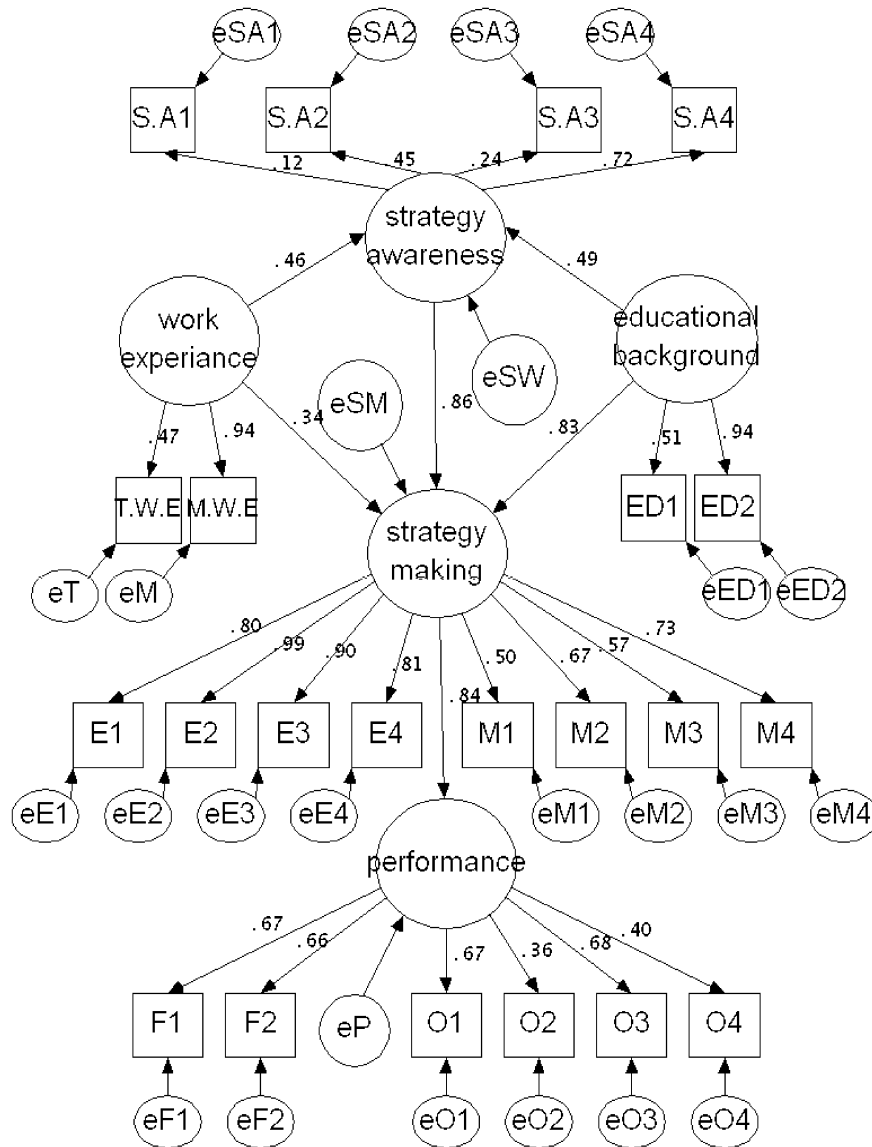 eSA1 eSA2 eSA3 eSA4
S.A1 S.A2 S.A3 S.A4
.12 .45 .24 .72
strategy
awareness
.46 .49
work
experiance
educational
background
eSM eSW
.86
.34 .83
.47 .94 .51 .94
T.W.E M.W.E ED1 ED2
strategy
making
eT eM eED1 eED2
.80 .99 .90 .81 .50 .67 .57 .73
.84
E1 E2 E3 E4 M1 M2 M3 M4
eE1 eE2 eE3 eE4 eM1 eM2 eM3 eM4
performance
.67 .66 .67 .36 .68 .40
F1 F2 eP O1 O2 O3 O4
eF1 eF2 eO1 eO2 eO3 eO4